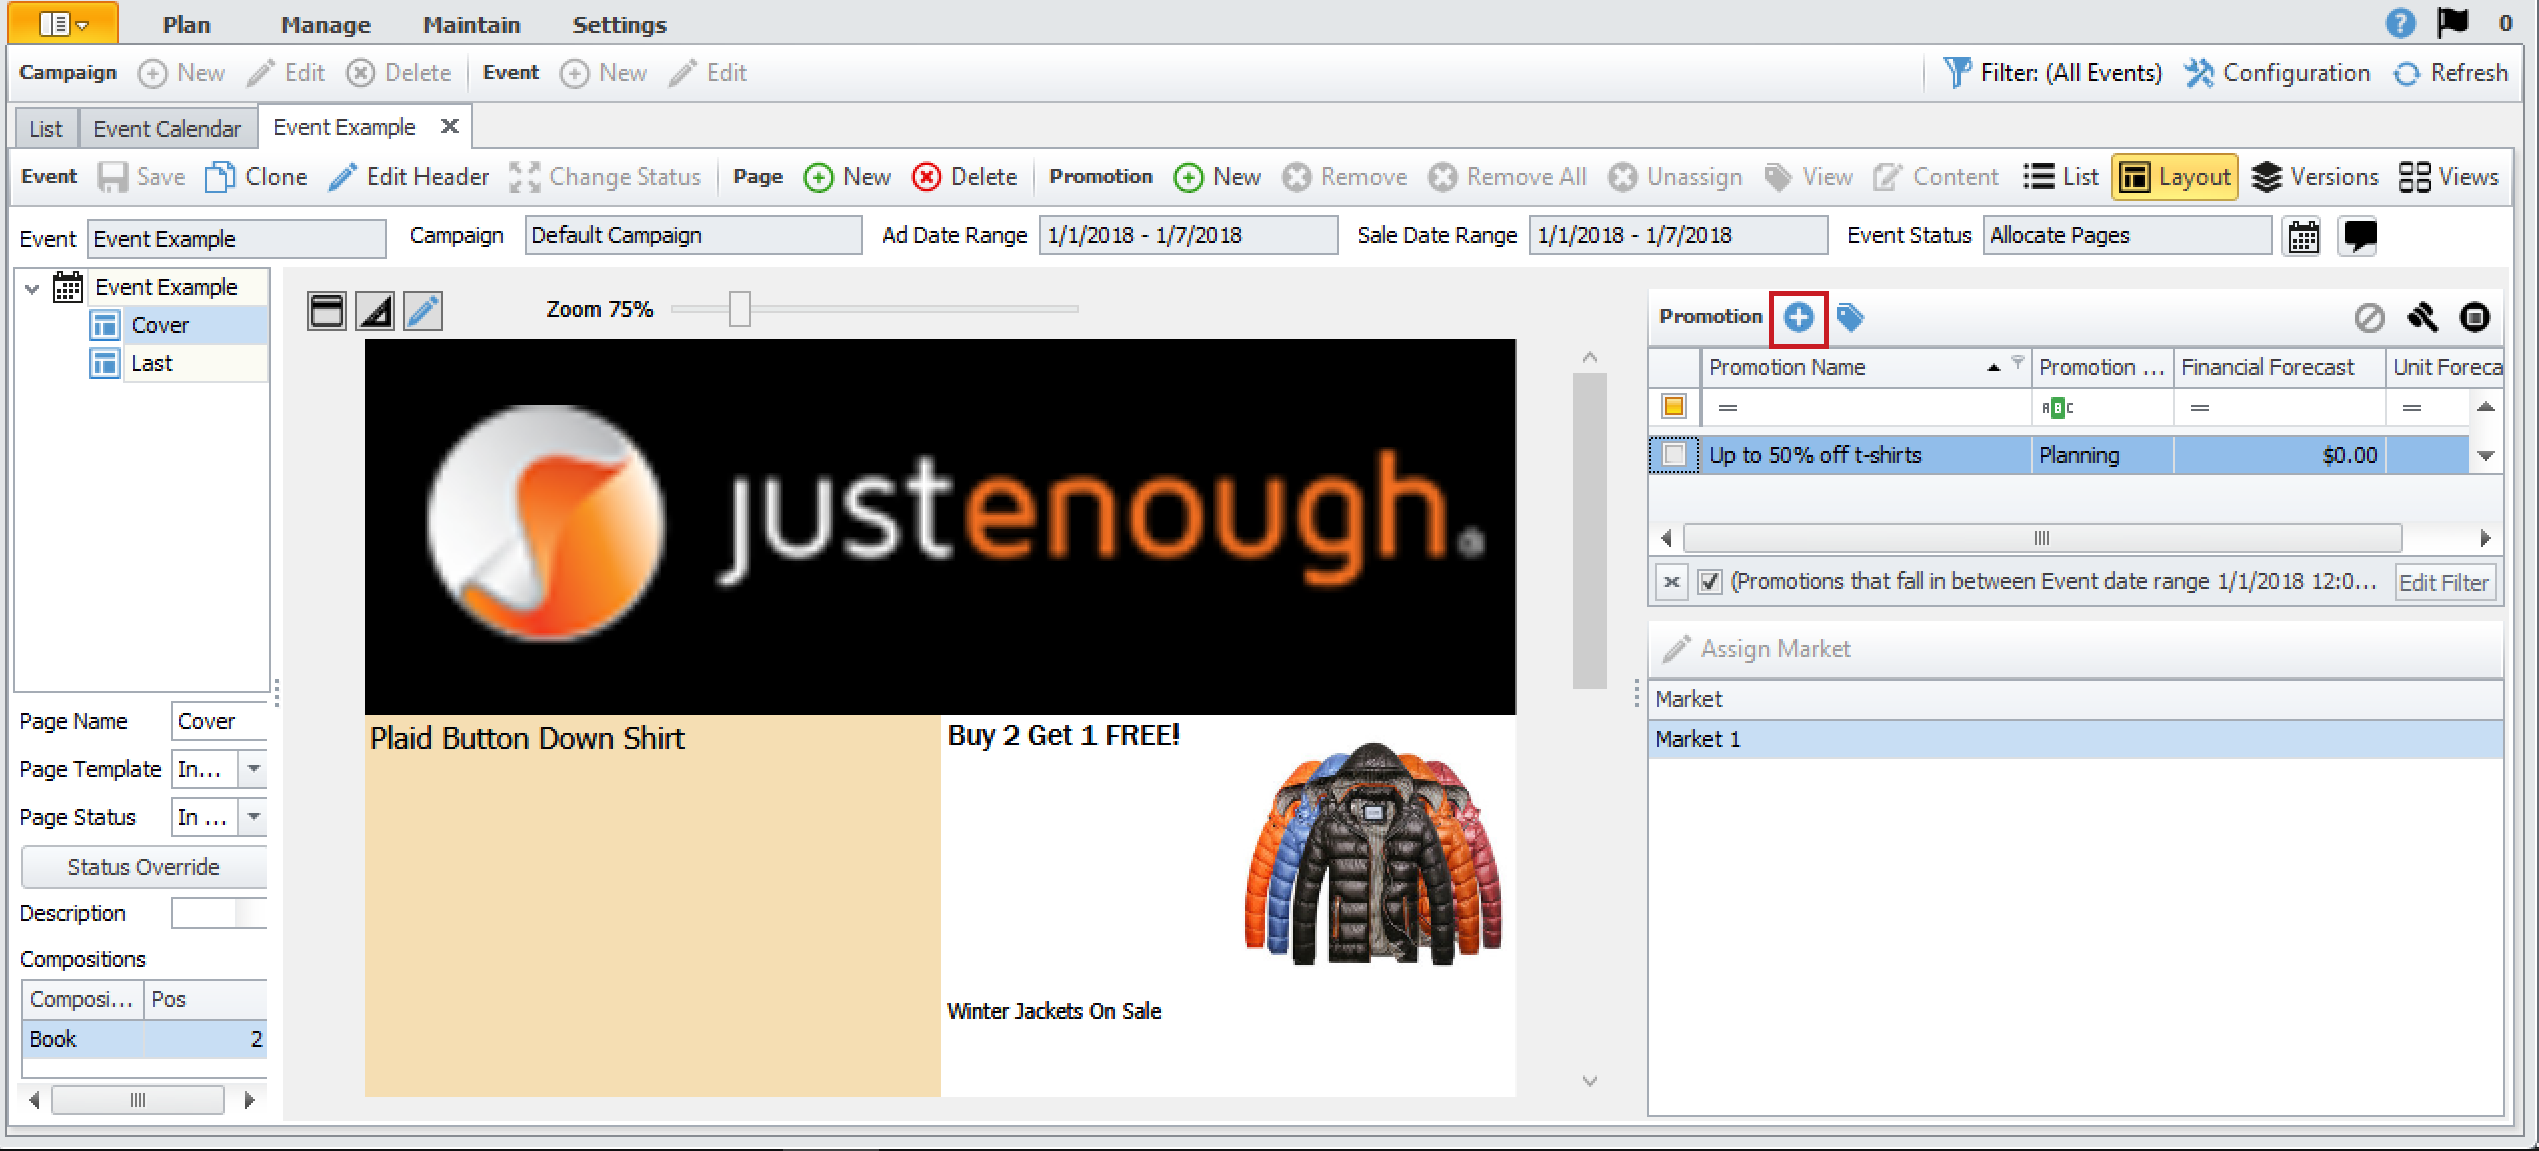 Plan Manage Maintain Settings 0
Campaign New Edit Delete Event New Edit Filter: (All Events) Configuration Refresh
List Event Calendar Event Example
Event Save Clone Edit Header Change Status Page New Delete Promotion New Remove Remove All Unassign View Content List Layout Versions Views
Event Event Example Campaign Default Campaign Ad Date Range 1/1/2018 - 1/7/2018 Sale Date Range 1/1/2018 - 1/7/2018 Event Status Allocate Pages
Event Example
Cover
Last
Page Name Cover
Page Template In...
Page Status In ...
Status Override
Description
Compositions
Composi... Pos
Book 2
Zoom 75%
justenough
Plaid Button Down Shirt
Buy 2 Get 1 FREE!
Winter Jackets On Sale
Promotion
Promotion Name Promotion ... Financial Forecast Unit Foreca
= ABC = =
Up to 50% off t-shirts Planning $0.00
(Promotions that fall in between Event date range 1/1/2018 12:0... Edit Filter
Assign Market
Market
Market 1